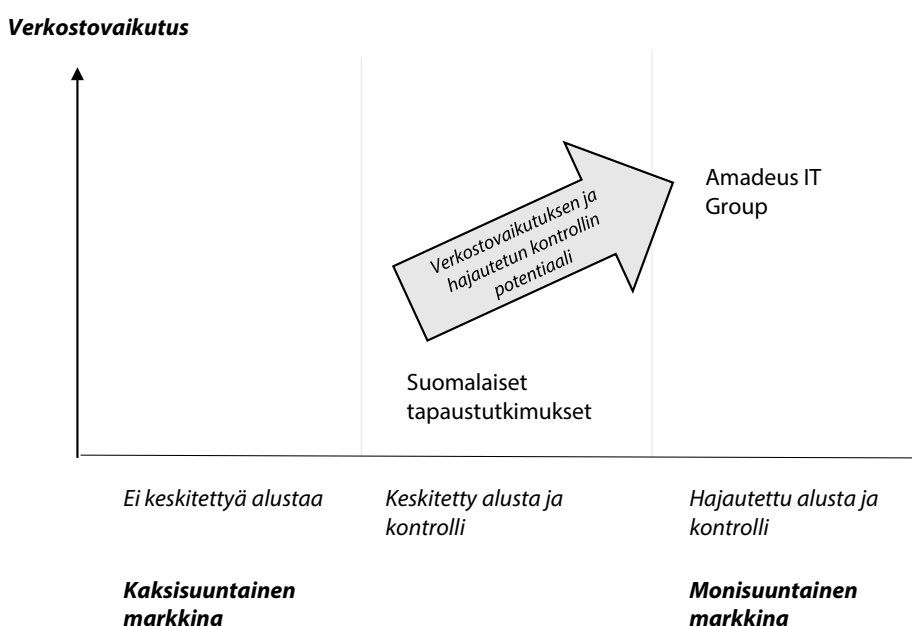 Verkostovaikutus
Amadeus IT
Group
Verkostovaikutuksen ja
hajautetun kontrollin
potentiaali
Suomalaiset
tapaustutkimukset
Ei keskitettyä alustaa
Keskitetty alusta ja
kontrolli
Hajautettu alusta ja
kontrolli
Kaksisuuntainen
markkina
Monisuuntainen
markkina